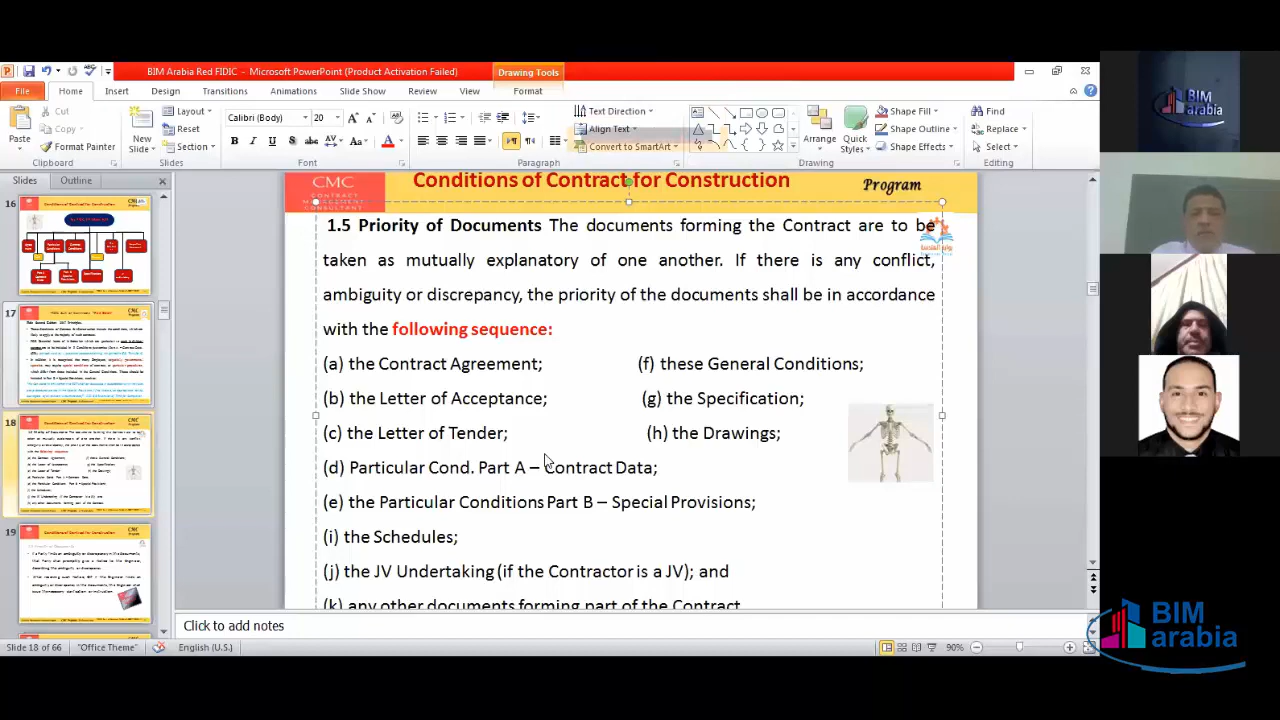 BIM Arabia Red FIDIC - Microsoft PowerPoint (Product Activation Failed)
Drawing Tools
File
Home
Insert
Design
Transitions
Animations
Slide Show
Review
View
Format
Paste
Cut
Copy
Format Painter
Clipboard
New Slide
Layout
Reset
Section
Slides
Calibri (Body)
20
Font
Text Direction
Align Text
Convert to SmartArt
Paragraph
Arrange
Quick Styles
Shape Fill
Shape Outline
Shape Effects
Drawing
Find
Replace
Select
Editing
Slides
Outline
16
17
18
19
CMC
CONTRACT
MANAGEMENT
CONSULTANT
Conditions of Contract for Construction
Program
1.5 Priority of Documents The documents forming the Contract are to be
taken as mutually explanatory of one another. If there is any conflict,
ambiguity or discrepancy, the priority of the documents shall be in accordance
with the following sequence:
(a) the Contract Agreement; (f) these General Conditions;
(b) the Letter of Acceptance; (g) the Specification;
(c) the Letter of Tender; (h) the Drawings;
(d) Particular Cond. Part A – Contract Data;
(e) the Particular Conditions Part B – Special Provisions;
(i) the Schedules;
(j) the JV Undertaking (if the Contractor is a JV); and
(k) any other documents forming part of the Contract
Click to add notes
Slide 18 of 66
"Office Theme"
English (U.S.)
90%
BIM
arabia
BIM
arabia